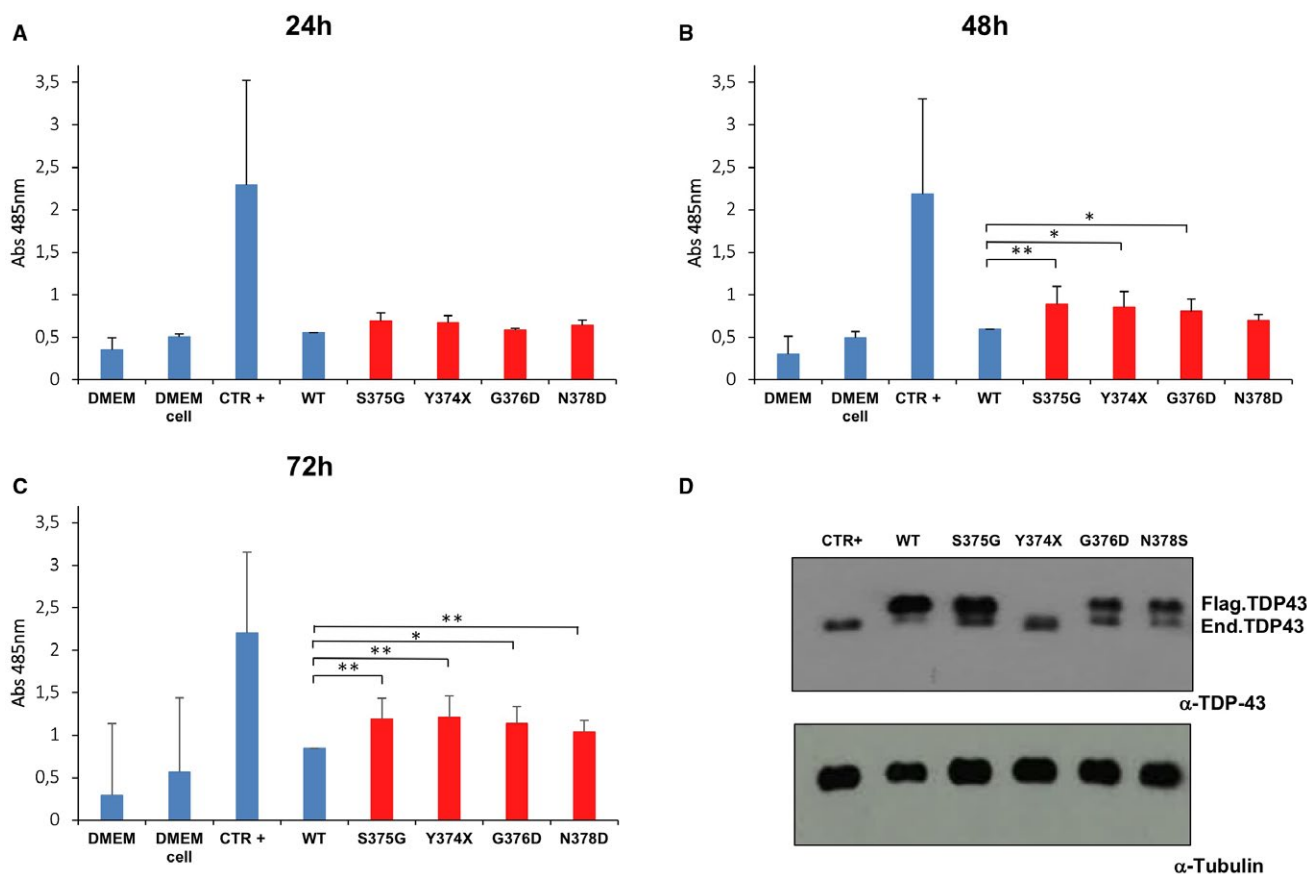 A
24h
3,5
3
2,5
2
1,5
1
0,5
0
Abs 485nm
DMEM
DMEM
cell
CTR +
WT
S375G
Y374X
G376D
N378D
B
48h
3,5
3
2,5
2
1,5
1
0,5
0
Abs 485nm
*
*
**
DMEM
DMEM
cell
CTR +
WT
S375G
Y374X
G376D
N378D
C
72h
3,5
3
2,5
2
1,5
1
0,5
0
Abs 485nm
**
*
**
**
DMEM
DMEM
cell
CTR +
WT
S375G
Y374X
G376D
N378D
D
CTR+ WT S375G Y374X G376D N378S
Flag.TDP43
End.TDP43
α-TDP-43
α-Tubulin